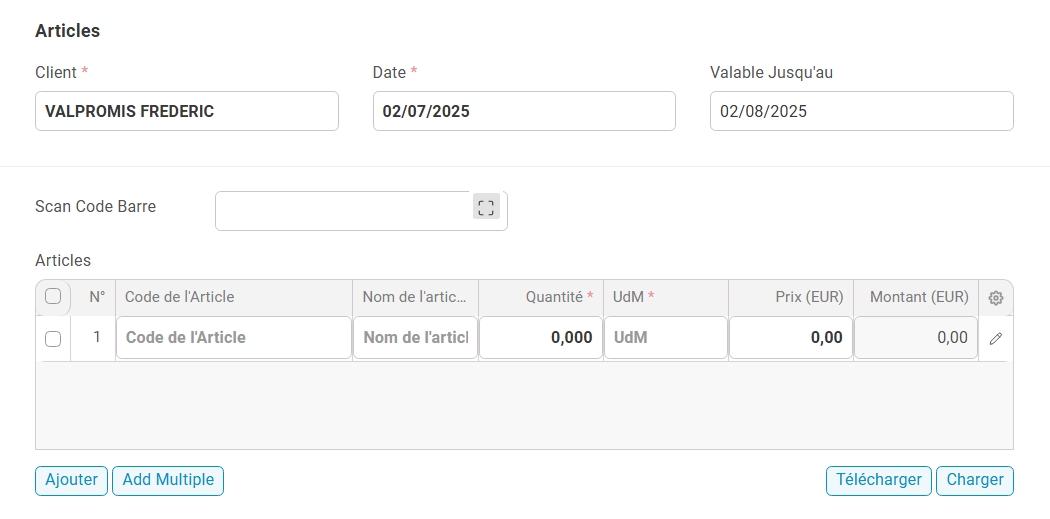 Articles
Client * Date * Valable Jusqu'au
VALPROMIS FREDERIC 02/07/2025 02/08/2025
Scan Code Barre
Articles
N° Code de l'Article Nom de l'artic... Quantité * UdM * Prix (EUR) Montant (EUR)
1 Code de l'Article Nom de l'articl 0,000 UdM 0,00 0,00
Ajouter Add Multiple Télécharger Charger